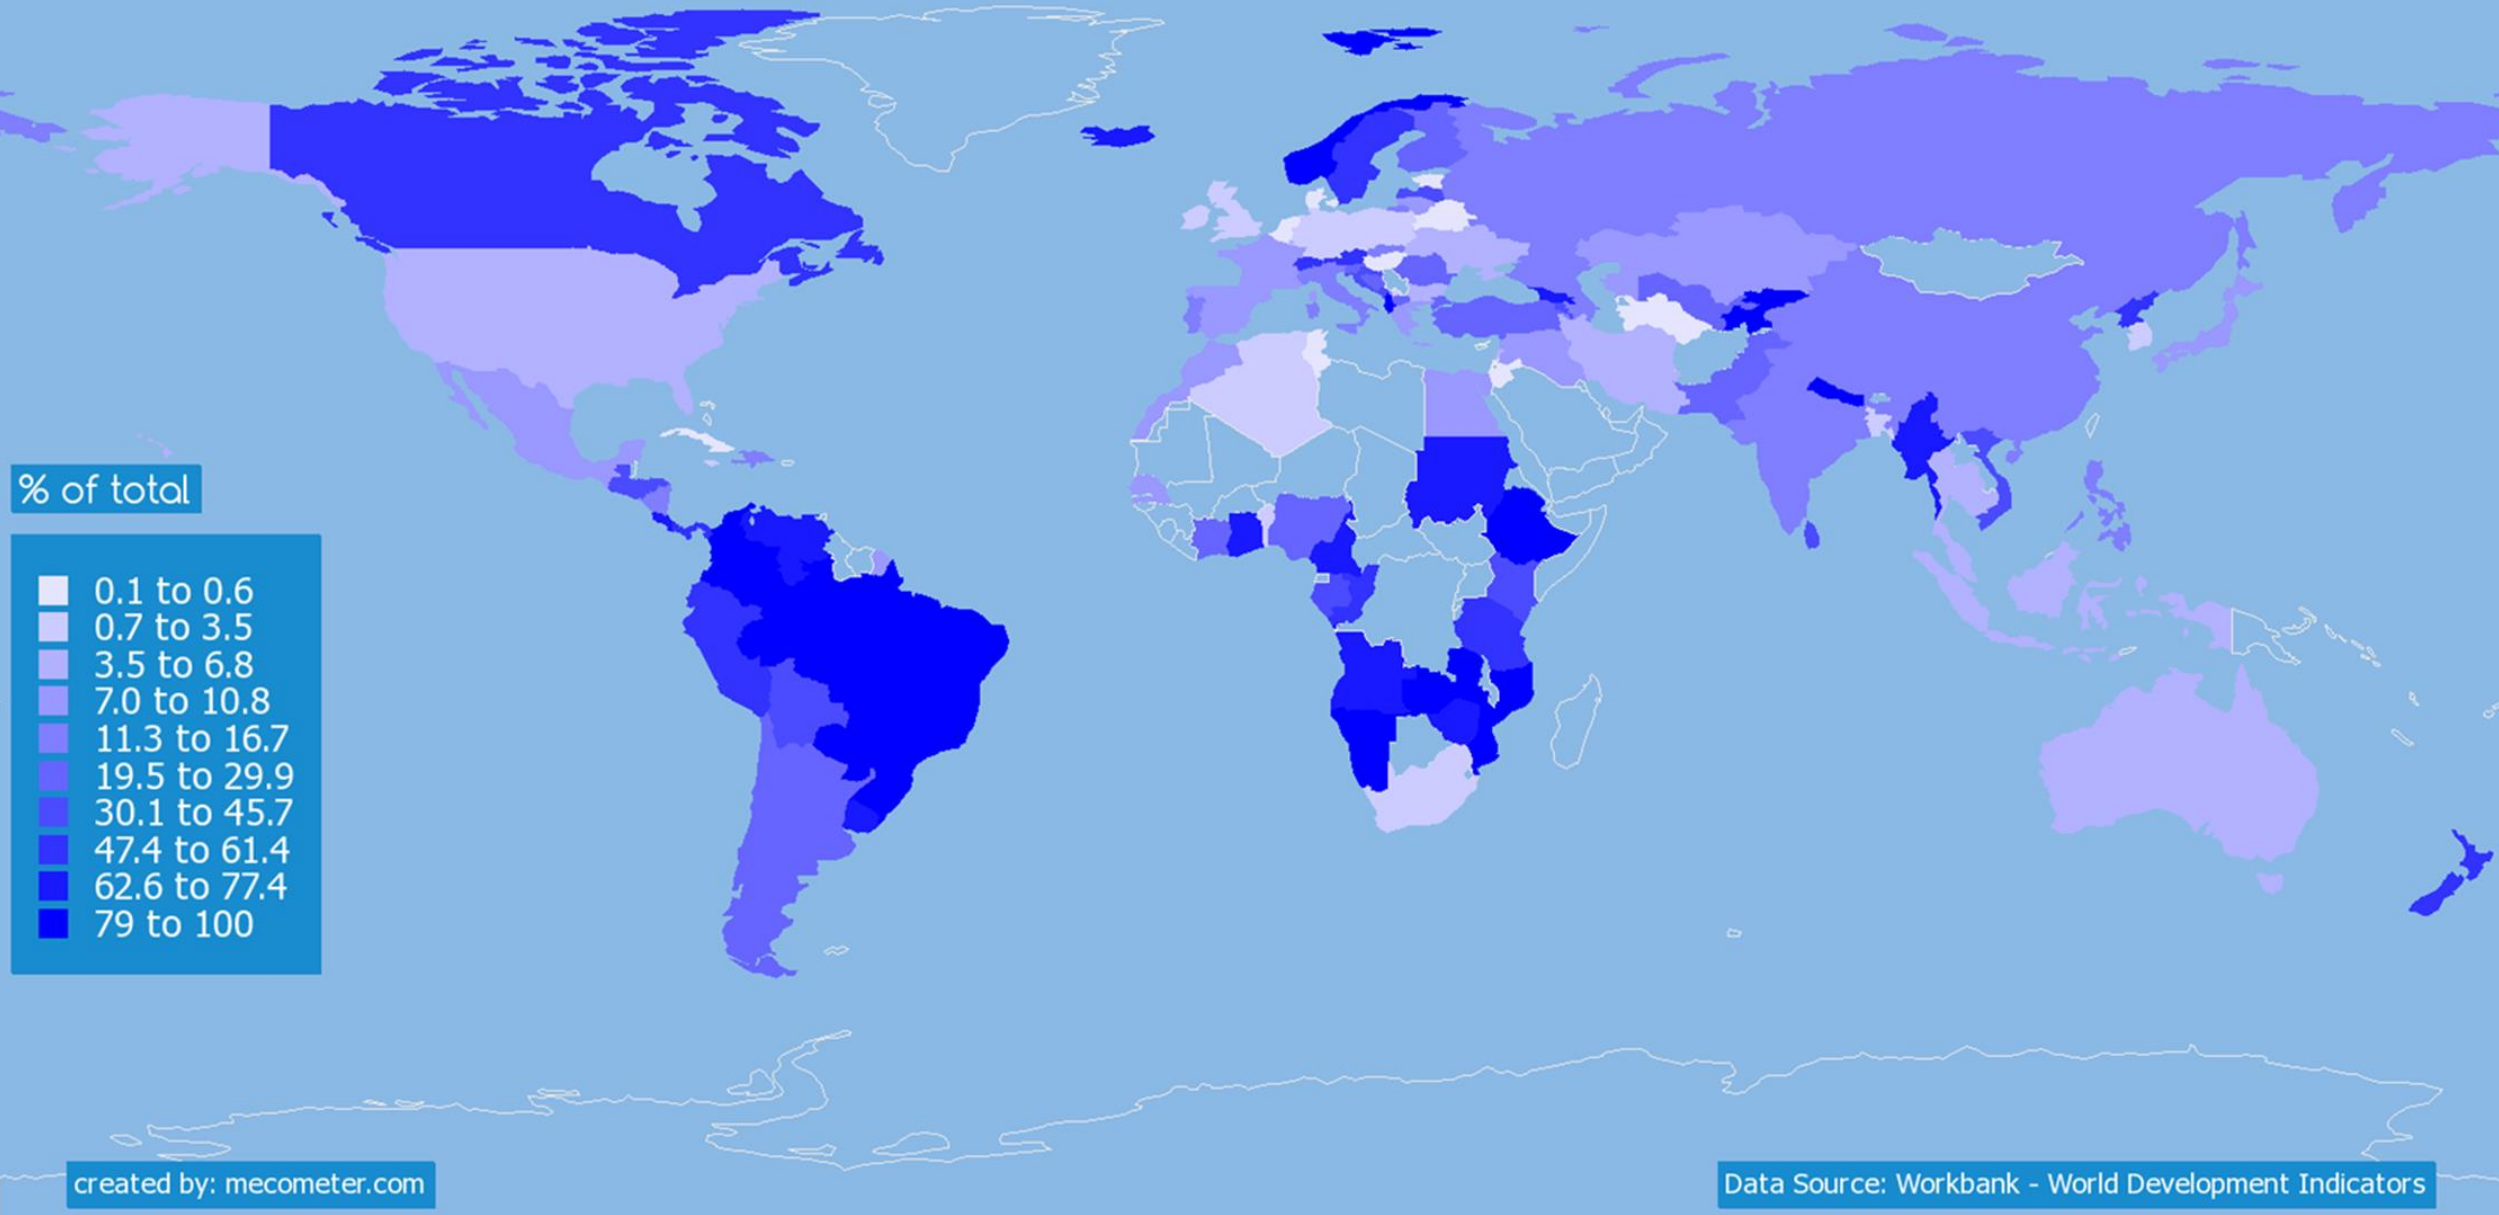 % of total
0.1 to 0.6
0.7 to 3.5
3.5 to 6.8
7.0 to 10.8
11.3 to 16.7
19.5 to 29.9
30.1 to 45.7
47.4 to 61.4
62.6 to 77.4
79 to 100
created by: mecometer.com
Data Source: Workbank - World Development Indicators